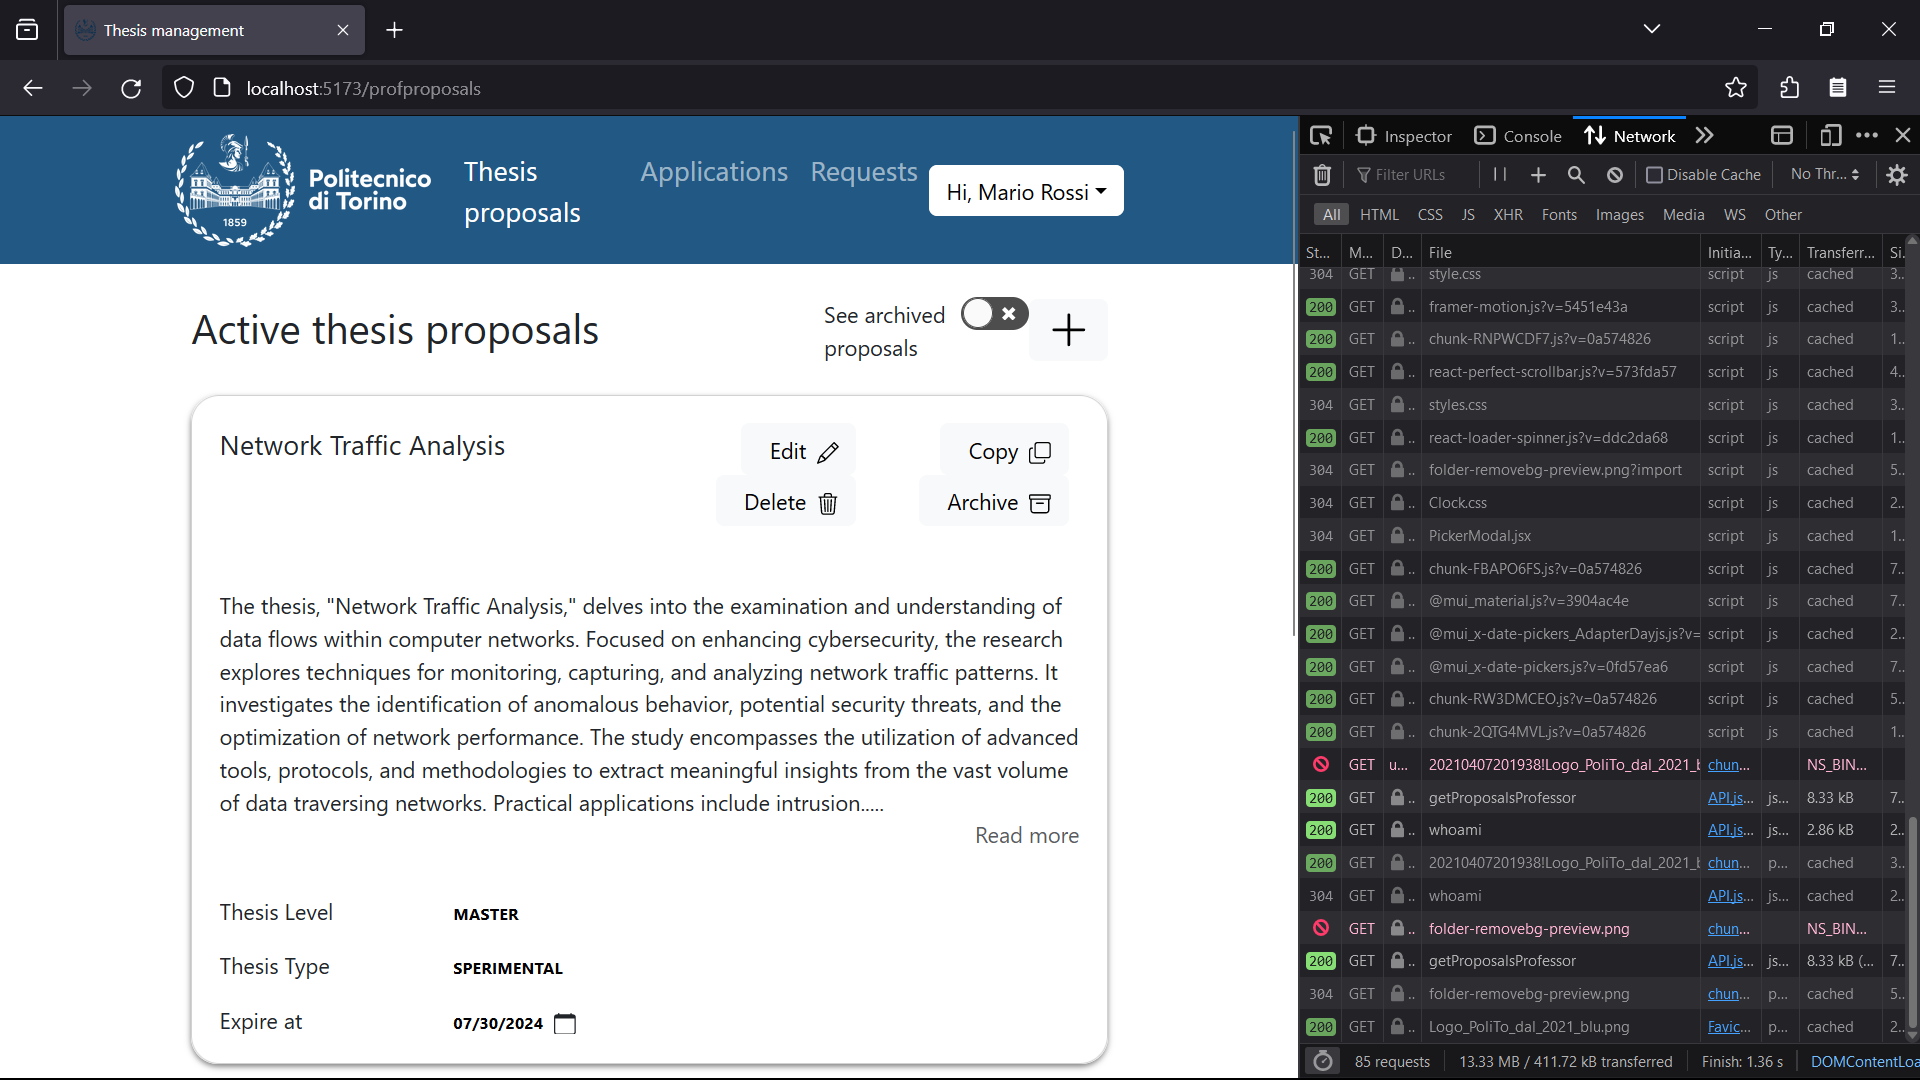 Thesis management
localhost:5173/profproposals
Politecnico
di Torino
1859
Thesis
proposals
Applications
Requests
Hi, Mario Rossi
Active thesis proposals
See archived
proposals
Network Traffic Analysis
Edit
Copy
Delete
Archive
The thesis, "Network Traffic Analysis," delves into the examination and understanding of
data flows within computer networks. Focused on enhancing cybersecurity, the research
explores techniques for monitoring, capturing, and analyzing network traffic patterns. It
investigates the identification of anomalous behavior, potential security threats, and the
optimization of network performance. The study encompasses the utilization of advanced
tools, protocols, and methodologies to extract meaningful insights from the vast volume
of data traversing networks. Practical applications include intrusion.....
Read more
Thesis Level MASTER
Thesis Type SPERIMENTAL
Expire at 07/30/2024
Inspector Console Network
Filter URLs Disable Cache No Thr...
All HTML CSS JS XHR Fonts Images Media WS Other
St... M... D... File Initia... Ty... Transferr... Si.
304 GET .. style.css script js cached 3..
200 GET .. framer-motion.js?v=5451e43a script js cached 3..
200 GET .. chunk-RNPWCDF7.js?v=0a574826 script js cached 1..
200 GET .. react-perfect-scrollbar.js?v=573fda57 script js cached 4..
304 GET .. styles.css script js cached 3..
200 GET .. react-loader-spinner.js?v=ddc2da68 script js cached 1..
304 GET .. folder-removebg-preview.png?import script js cached 5..
304 GET .. Clock.css script js cached 2..
304 GET .. PickerModal.jsx script js cached 1..
200 GET .. chunk-FBAPO6FS.js?v=0a574826 script js cached 7..
200 GET .. @mui_material.js?v=3904ac4e script js cached 7..
200 GET .. @mui_x-date-pickers_AdapterDayjs.js?v= script js cached 2..
200 GET .. @mui_x-date-pickers.js?v=0fd57ea6 script js cached 7..
200 GET .. chunk-RW3DMCEO.js?v=0a574826 script js cached 5..
200 GET .. chunk-2QTG4MVL.js?v=0a574826 script js cached 1..
GET u... 20210407201938!Logo_PoliTo_dal_2021_b chun... NS_BIN...
200 GET .. getProposalsProfessor API.js... js... 8.33 kB 7..
200 GET .. whoami API.js... js... 2.86 kB 2..
200 GET .. 20210407201938!Logo_PoliTo_dal_2021_b chun... p... cached 3..
304 GET .. whoami API.js... js... cached 2..
GET .. folder-removebg-preview.png chun... NS_BIN...
200 GET .. getProposalsProfessor API.js... js... 8.33 kB (... 7..
304 GET .. folder-removebg-preview.png chun... p... cached 5..
200 GET .. Logo_PoliTo_dal_2021_blu.png Favic... p... cached 2..
85 requests 13.33 MB / 411.72 kB transferred Finish: 1.36 s DOMContentLoa